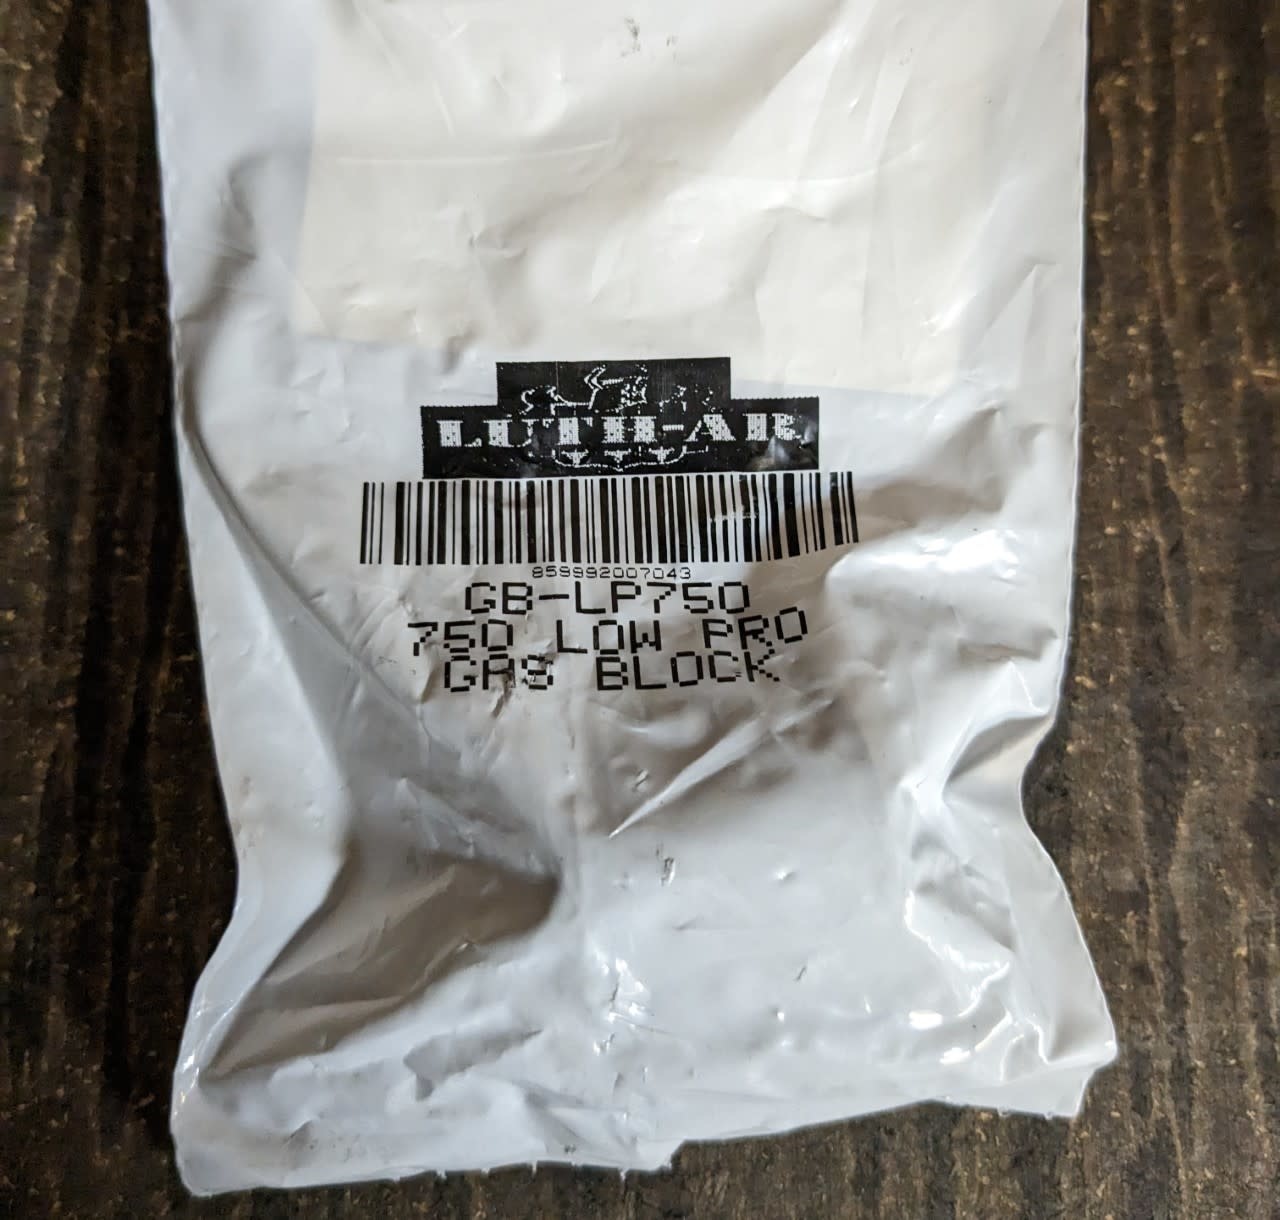 LUTH-AR
859992007043
GB-LP750
750 LOW PRO
GAS BLOCK